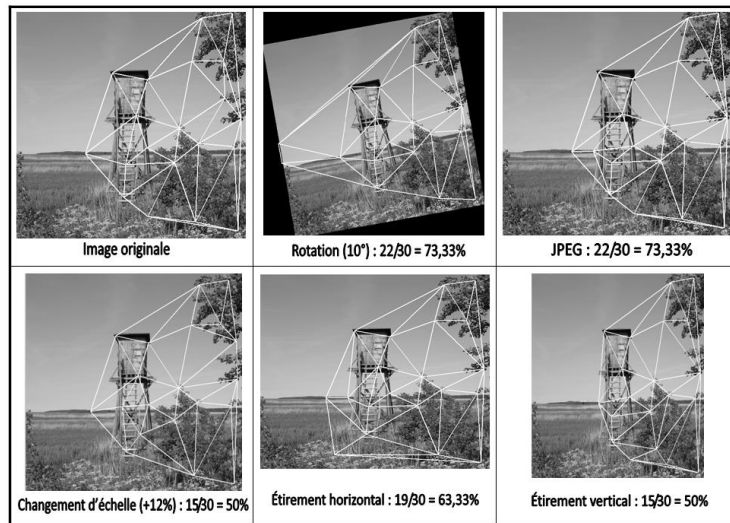 Image originale
Rotation (10°) : 22/30 = 73,33%
JPEG : 22/30 = 73,33%
Changement d'échelle (+12%) : 15/30 = 50%
Étirement horizontal : 19/30 = 63,33%
Étirement vertical : 15/30 = 50%